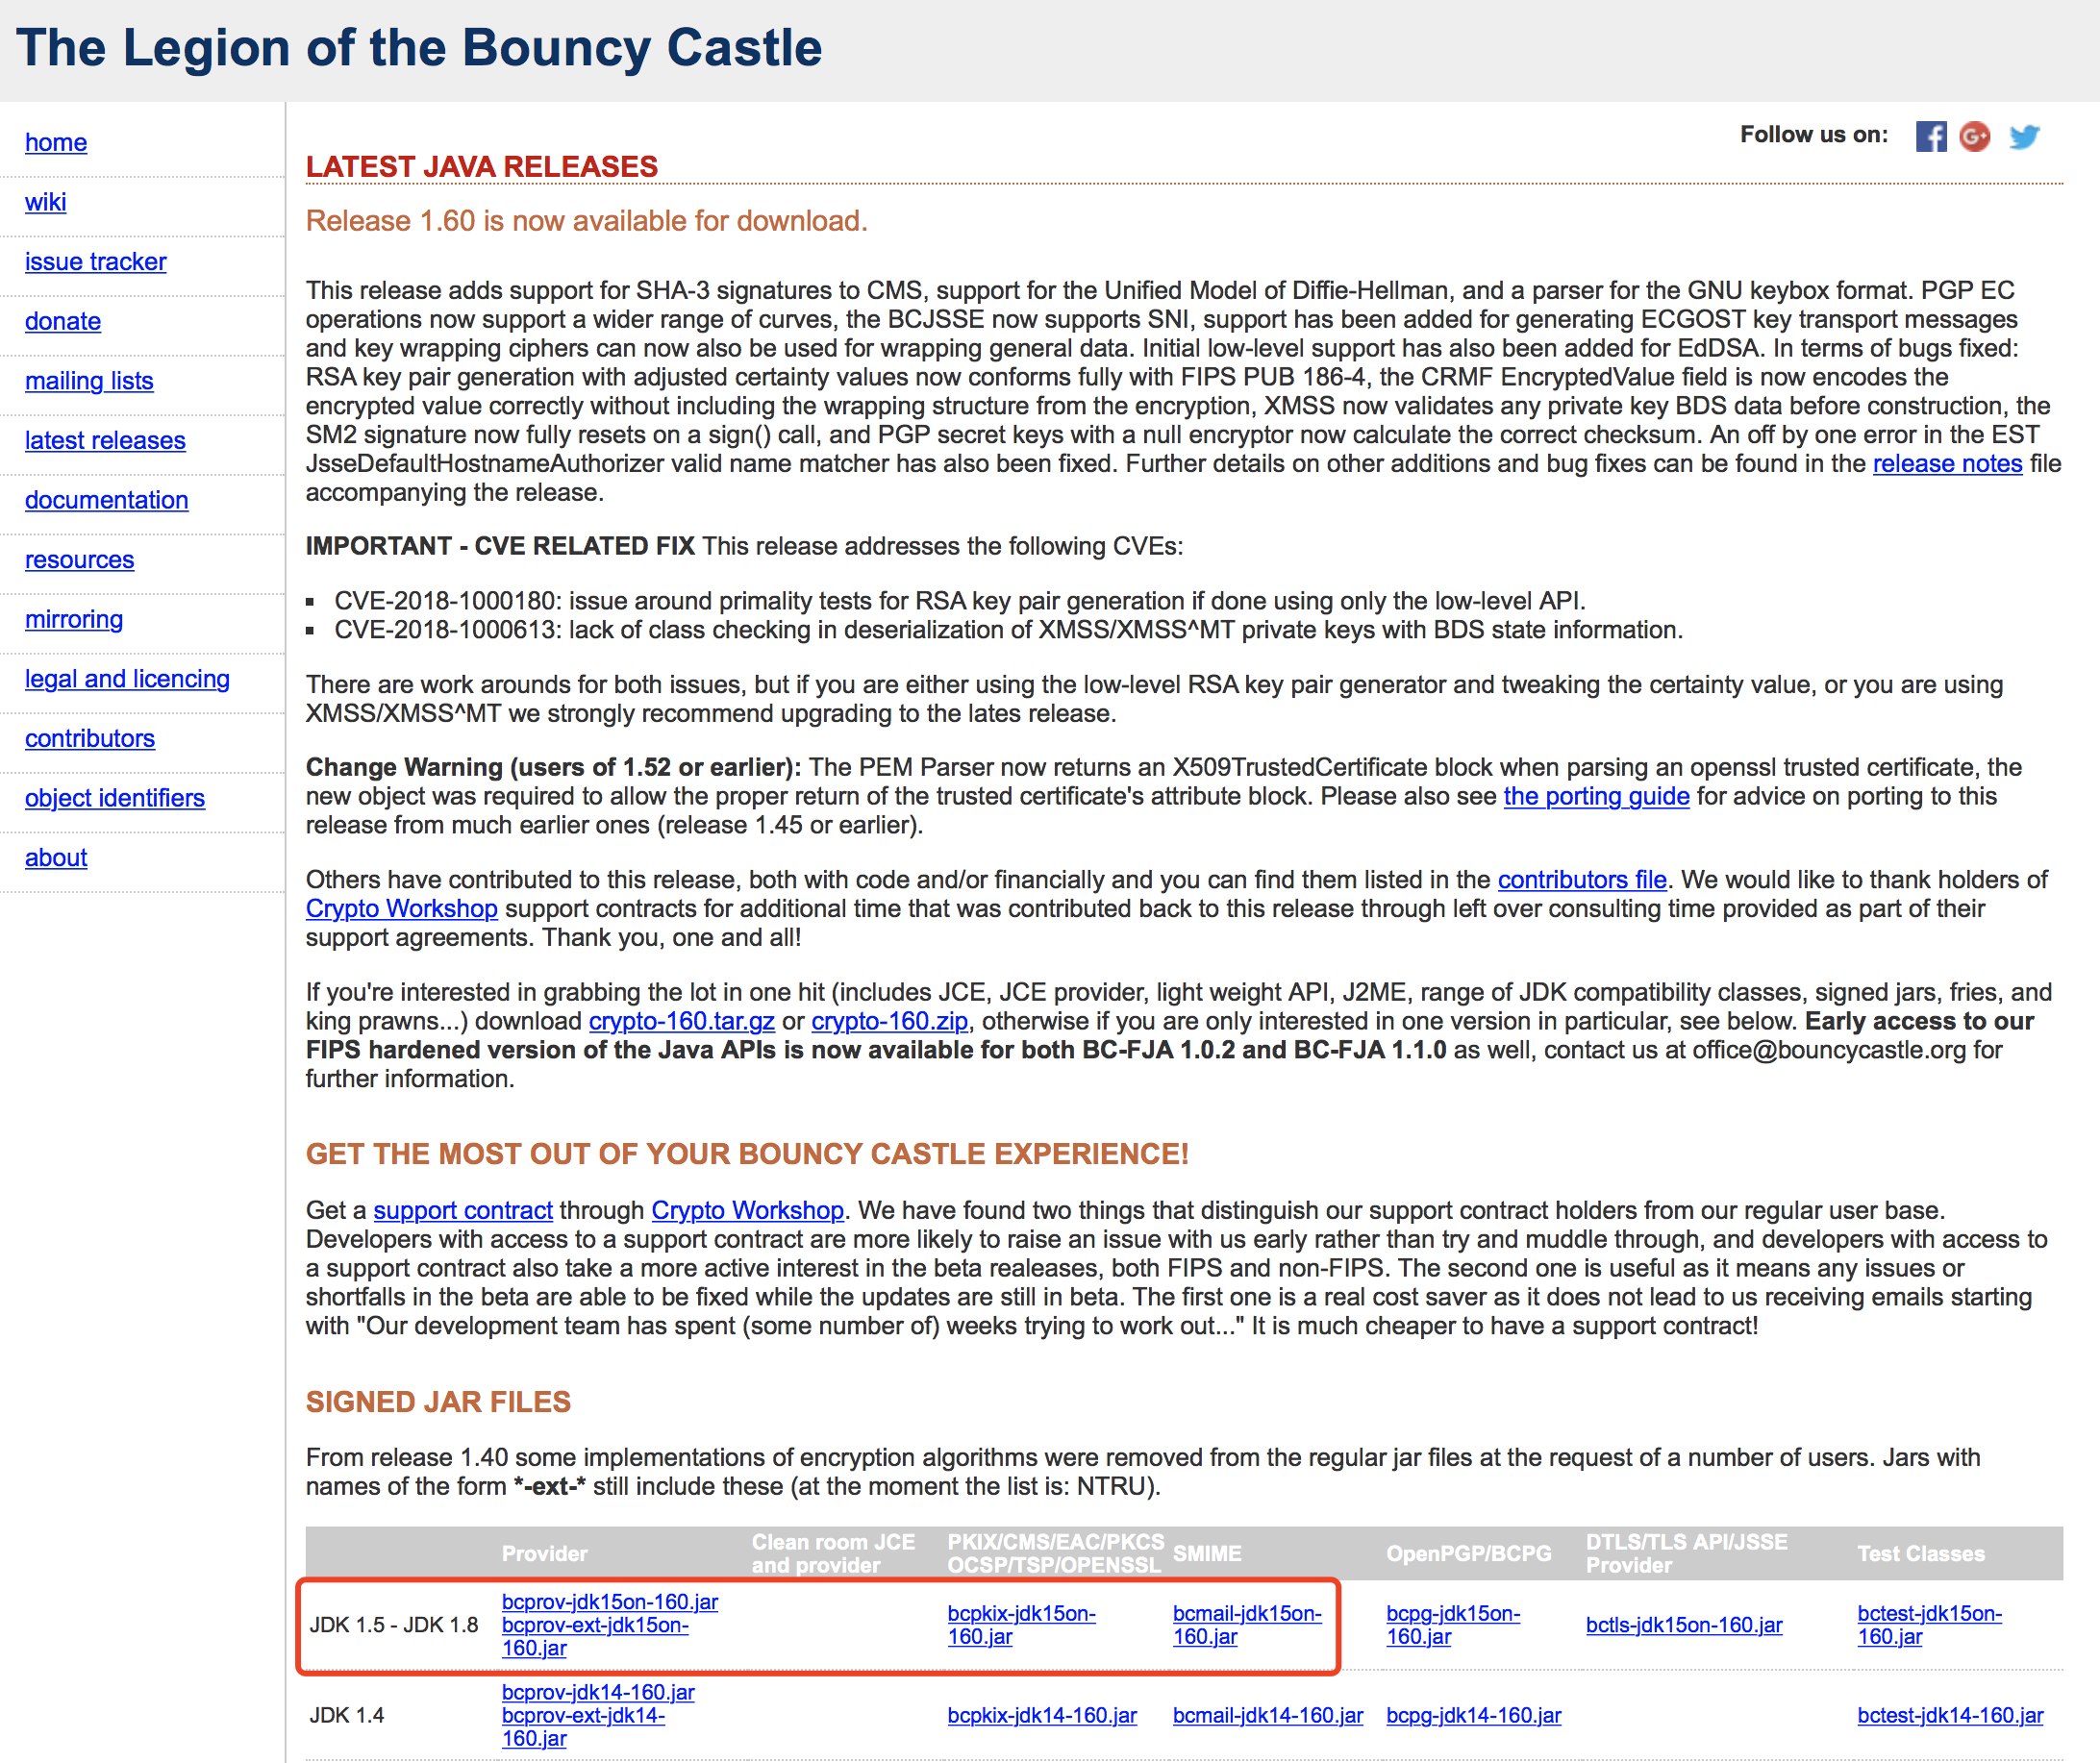 The Legion of the Bouncy Castle
home
wiki
issue tracker
donate
mailing lists
latest releases
documentation
resources
mirroring
legal and licencing
contributors
object identifiers
about
Follow us on:
LATEST JAVA RELEASES
Release 1.60 is now available for download.
This release adds support for SHA-3 signatures to CMS, support for the Unified Model of Diffie-Hellman, and a parser for the GNU keybox format. PGP EC
operations now support a wider range of curves, the BCJSSE now supports SNI, support has been added for generating ECGOST key transport messages
and key wrapping ciphers can now also be used for wrapping general data. Initial low-level support has also been added for EdDSA. In terms of bugs fixed:
RSA key pair generation with adjusted certainty values now conforms fully with FIPS PUB 186-4, the CRMF EncryptedValue field is now encodes the
encrypted value correctly without including the wrapping structure from the encryption, XMSS now validates any private key BDS data before construction, the
SM2 signature now fully resets on a sign() call, and PGP secret keys with a null encryptor now calculate the correct checksum. An off by one error in the EST
JsseDefaultHostnameAuthorizer valid name matcher has also been fixed. Further details on other additions and bug fixes can be found in the release notes file
accompanying the release.
IMPORTANT - CVE RELATED FIX This release addresses the following CVEs:
▪ CVE-2018-1000180: issue around primality tests for RSA key pair generation if done using only the low-level API.
▪ CVE-2018-1000613: lack of class checking in deserialization of XMSS/XMSS^MT private keys with BDS state information.
There are work arounds for both issues, but if you are either using the low-level RSA key pair generator and tweaking the certainty value, or you are using
XMSS/XMSS^MT we strongly recommend upgrading to the lates release.
Change Warning (users of 1.52 or earlier): The PEM Parser now returns an X509TrustedCertificate block when parsing an openssl trusted certificate, the
new object was required to allow the proper return of the trusted certificate's attribute block. Please also see the porting guide for advice on porting to this
release from much earlier ones (release 1.45 or earlier).
Others have contributed to this release, both with code and/or financially and you can find them listed in the contributors file. We would like to thank holders of
Crypto Workshop support contracts for additional time that was contributed back to this release through left over consulting time provided as part of their
support agreements. Thank you, one and all!
If you're interested in grabbing the lot in one hit (includes JCE, JCE provider, light weight API, J2ME, range of JDK compatibility classes, signed jars, fries, and
king prawns...) download crypto-160.tar.gz or crypto-160.zip, otherwise if you are only interested in one version in particular, see below. Early access to our
FIPS hardened version of the Java APIs is now available for both BC-FJA 1.0.2 and BC-FJA 1.1.0 as well, contact us at office@bouncycastle.org for
further information.
GET THE MOST OUT OF YOUR BOUNCY CASTLE EXPERIENCE!
Get a support contract through Crypto Workshop. We have found two things that distinguish our support contract holders from our regular user base.
Developers with access to a support contract are more likely to raise an issue with us early rather than try and muddle through, and developers with access to
a support contract also take a more active interest in the beta realeases, both FIPS and non-FIPS. The second one is useful as it means any issues or
shortfalls in the beta are able to be fixed while the updates are still in beta. The first one is a real cost saver as it does not lead to us receiving emails starting
with "Our development team has spent (some number of) weeks trying to work out..." It is much cheaper to have a support contract!
SIGNED JAR FILES
From release 1.40 some implementations of encryption algorithms were removed from the regular jar files at the request of a number of users. Jars with
names of the form *-ext-* still include these (at the moment the list is: NTRU).
Provider
Clean room JCE
and provider
PKIX/CMS/EAC/PKCS
OCSP/TSP/OPENSSL
SMIME
OpenPGP/BCPG
DTLS/TLS API/JSSE
Provider
Test Classes
JDK 1.5 - JDK 1.8
bcprov-jdk15on-160.jar
bcprov-ext-jdk15on-
160.jar
bcpkix-jdk15on-
160.jar
bcmail-jdk15on-
160.jar
bcpg-jdk15on-
160.jar
bctls-jdk15on-160.jar
bctest-jdk15on-
160.jar
JDK 1.4
bcprov-jdk14-160.jar
bcprov-ext-jdk14-
160.jar
bcpkix-jdk14-160.jar
bcmail-jdk14-160.jar
bcpg-jdk14-160.jar
bctest-jdk14-160.jar